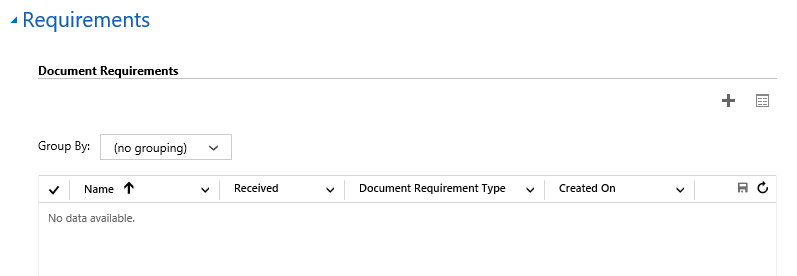 Requirements
Document Requirements
Group By: (no grouping)
Name Received Document Requirement Type Created On
No data available.